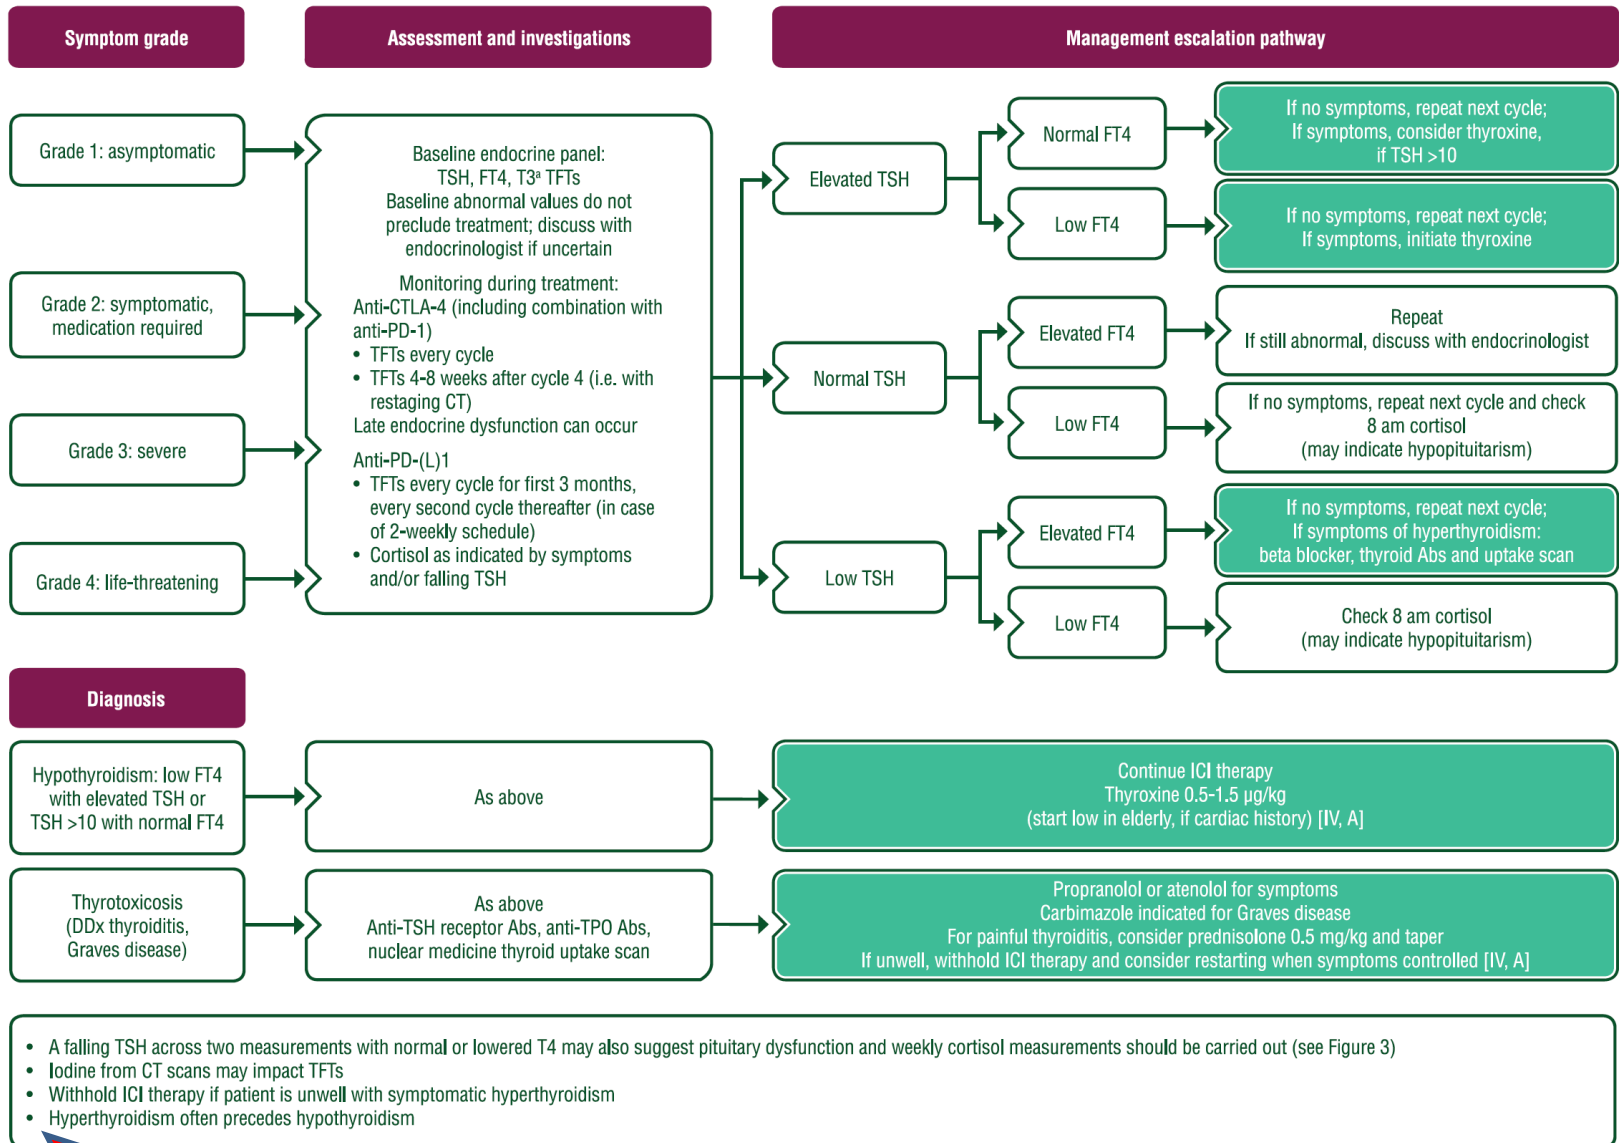 Symptom grade
Assessment and investigations
Management escalation pathway
Grade 1: asymptomatic
Grade 2: symptomatic,
medication required
Grade 3: severe
Grade 4: life-threatening
Baseline endocrine panel:
TSH, FT4, T3ᵃ TFTs
Baseline abnormal values do not
preclude treatment; discuss with
endocrinologist if uncertain
Monitoring during treatment:
Anti-CTLA-4 (including combination with
anti-PD-1)
• TFTs every cycle
• TFTs 4-8 weeks after cycle 4 (i.e. with
restaging CT)
Late endocrine dysfunction can occur
Anti-PD-(L)1
• TFTs every cycle for first 3 months,
every second cycle thereafter (in case
of 2-weekly schedule)
• Cortisol as indicated by symptoms
and/or falling TSH
Elevated TSH
Normal FT4
If no symptoms, repeat next cycle;
If symptoms, consider thyroxine,
if TSH >10
Low FT4
If no symptoms, repeat next cycle;
If symptoms, initiate thyroxine
Normal TSH
Elevated FT4
Repeat
If still abnormal, discuss with endocrinologist
Low FT4
If no symptoms, repeat next cycle and check
8 am cortisol
(may indicate hypopituitarism)
Low TSH
Elevated FT4
If no symptoms, repeat next cycle;
If symptoms of hyperthyroidism:
beta blocker, thyroid Abs and uptake scan
Low FT4
Check 8 am cortisol
(may indicate hypopituitarism)
Diagnosis
Hypothyroidism: low FT4
with elevated TSH or
TSH >10 with normal FT4
As above
Continue ICI therapy
Thyroxine 0.5-1.5 µg/kg
(start low in elderly, if cardiac history) [IV, A]
Thyrotoxicosis
(DDx thyroiditis,
Graves disease)
As above
Anti-TSH receptor Abs, anti-TPO Abs,
nuclear medicine thyroid uptake scan
Propranolol or atenolol for symptoms
Carbimazole indicated for Graves disease
For painful thyroiditis, consider prednisolone 0.5 mg/kg and taper
If unwell, withhold ICI therapy and consider restarting when symptoms controlled [IV, A]
• A falling TSH across two measurements with normal or lowered T4 may also suggest pituitary dysfunction and weekly cortisol measurements should be carried out (see Figure 3)
• Iodine from CT scans may impact TFTs
• Withhold ICI therapy if patient is unwell with symptomatic hyperthyroidism
• Hyperthyroidism often precedes hypothyroidism